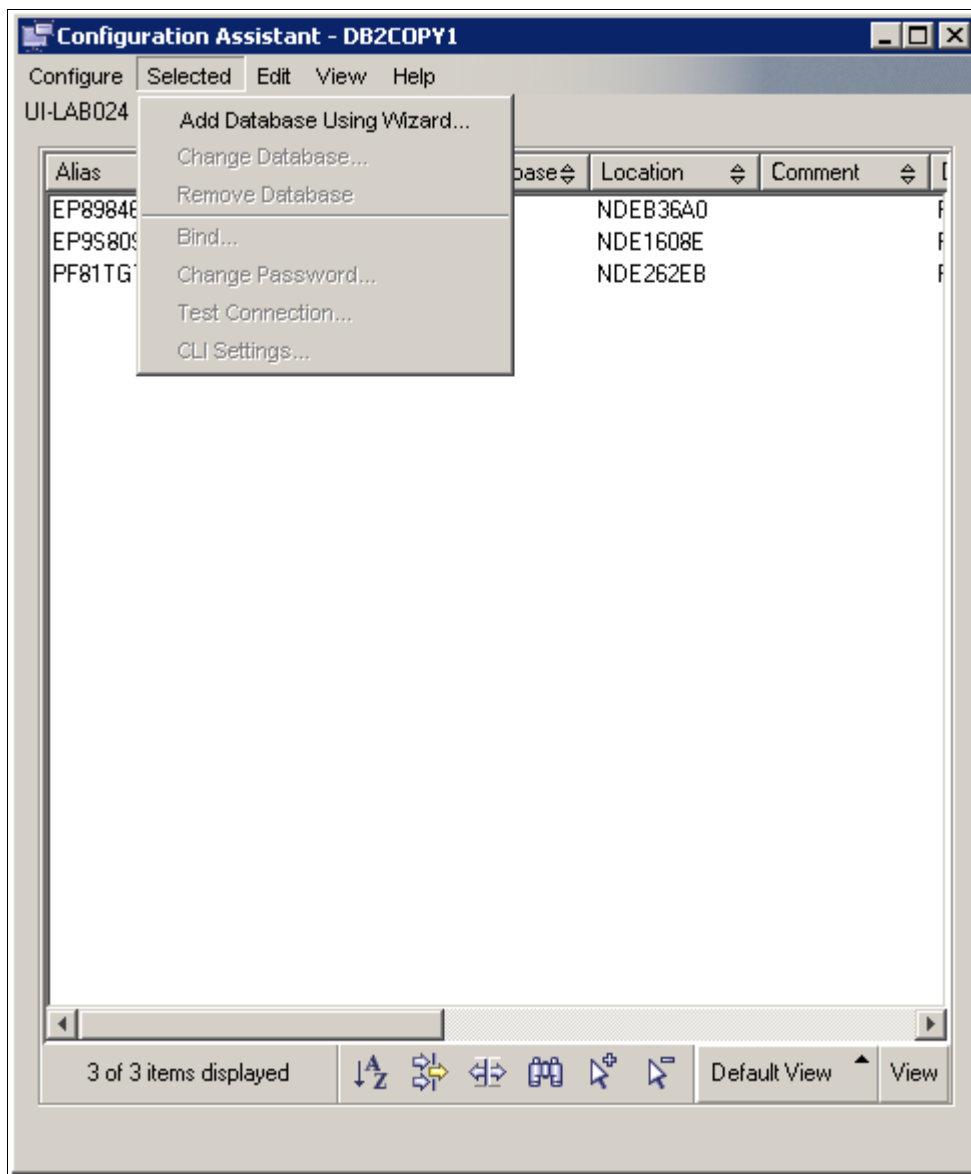 Configuration Assistant - DB2COPY1
Configure Selected Edit View Help
UI-LAB024
Add Database Using Wizard...
Change Database...
Remove Database
Bind...
Change Password...
Test Connection...
CLI Settings...
Alias Location Comment
NDEB36A0
NDE1608E
PF81TG NDE262EB
3 of 3 items displayed Default View View